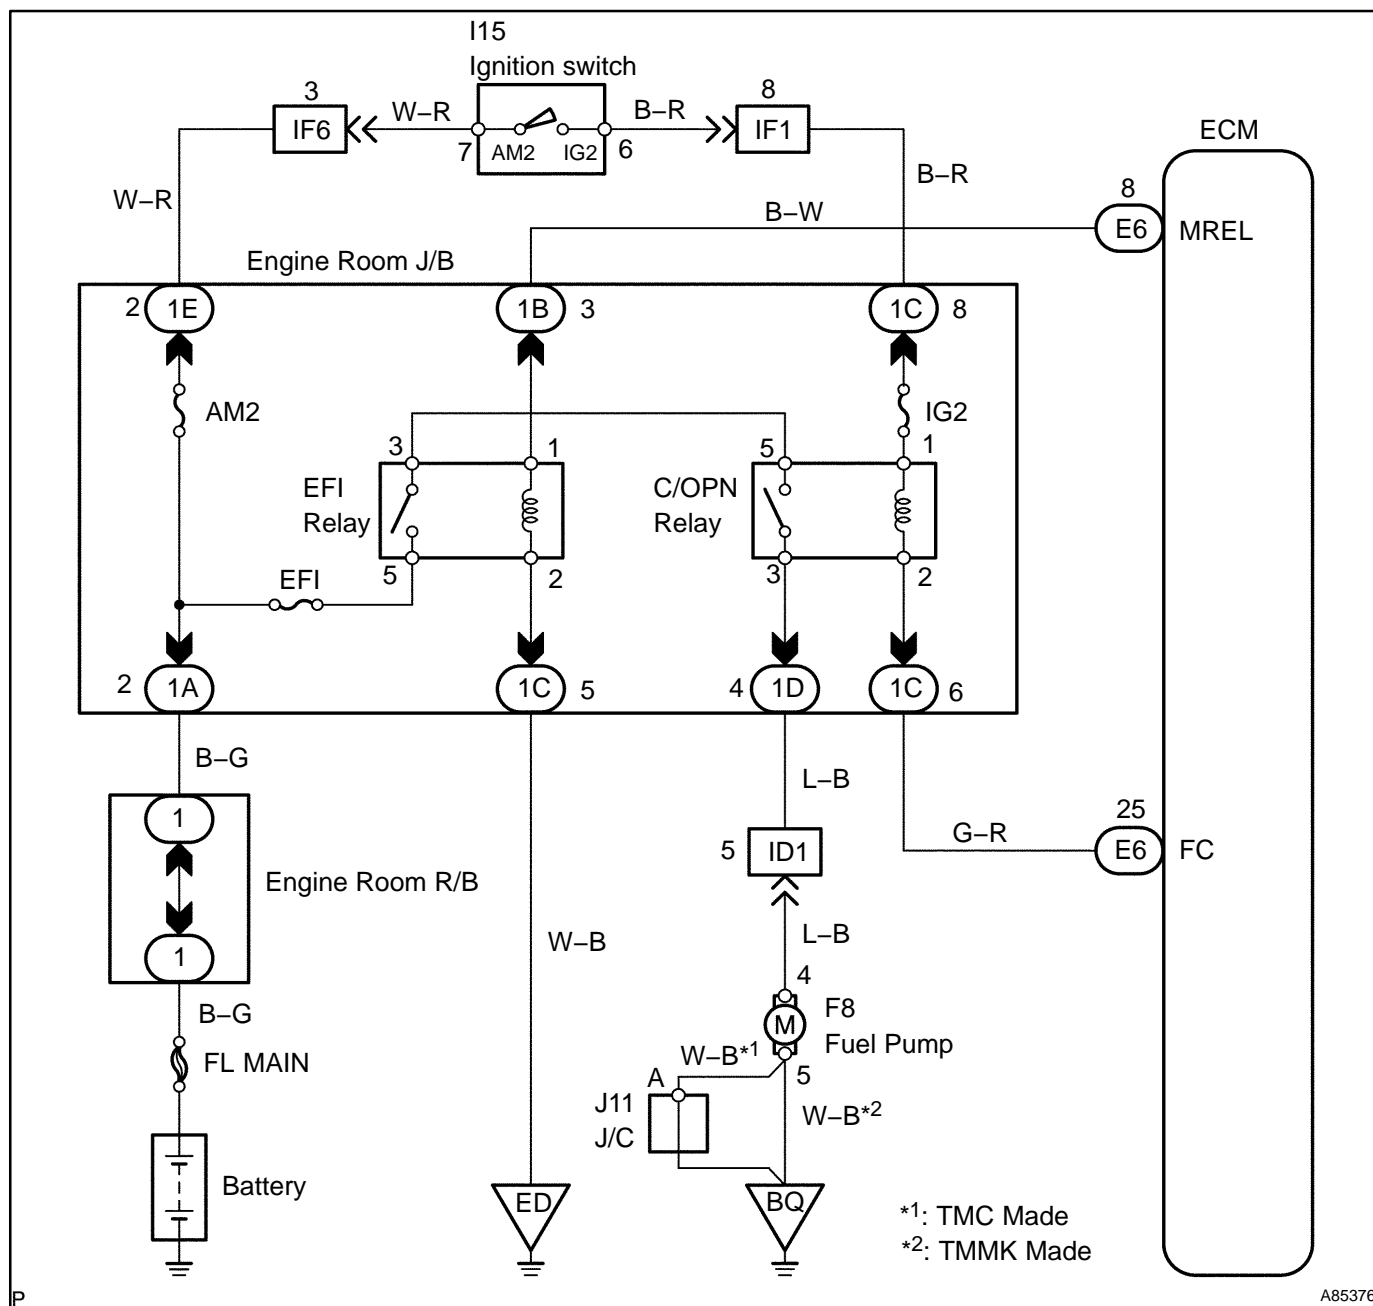 I15
Ignition switch
3
8
IF6
W–R
B–R
IF1
7
AM2
IG2
6
ECM
W–R
B–R
8
B–W
E6
MREL
Engine Room J/B
2
1E
1B
3
1C
8
AM2
IG2
3
1
5
1
EFI
Relay
C/OPN
Relay
5
2
3
2
EFI
2
1A
1C
5
4
1D
1C
6
B–G
L–B
1
25
5
ID1
G–R
E6
FC
Engine Room R/B
1
W–B
L–B
4
B–G
M
F8
Fuel Pump
FL MAIN
W–B*1
5
A
J11
J/C
W–B*2
Battery
ED
BQ
*1: TMC Made
*2: TMMK Made
P
A85376